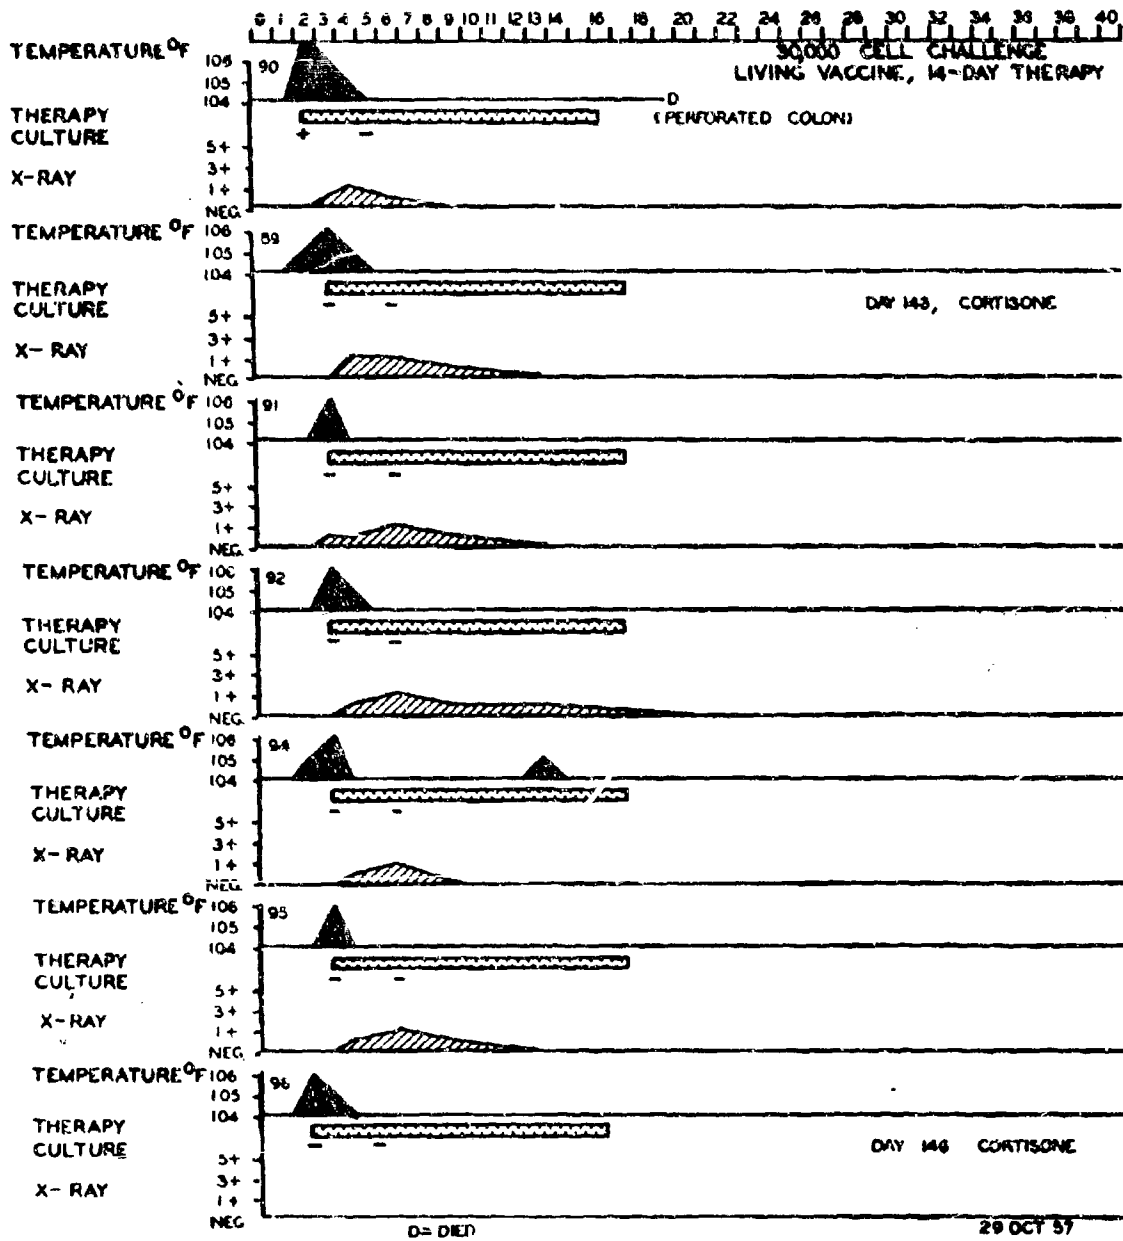 0 1 2 3 4 5 6 7 8 9 10 11 12 13 14 16 18 20 22 24 26 28 30 32 34 36 38 40
30,000 CELL CHALLENGE
LIVING VACCINE, 14-DAY THERAPY
TEMPERATURE °F 106 90
105
104 D
THERAPY (PERFORATED COLON)
CULTURE + -
5+
X-RAY 3+
1+
NEG.
TEMPERATURE °F 106 89
105
104
THERAPY
CULTURE - - DAY 143, CORTISONE
5+
X-RAY 3+
1+
NEG.
TEMPERATURE °F 106 91
105
104
THERAPY
CULTURE - -
5+
X-RAY 3+
1+
NEG.
TEMPERATURE °F 106 92
105
104
THERAPY
CULTURE - -
5+
X-RAY 3+
1+
NEG.
TEMPERATURE °F 106 94
105
104
THERAPY
CULTURE - -
5+
X-RAY 3+
1+
NEG.
TEMPERATURE °F 106 95
105
104
THERAPY
CULTURE - -
5+
X-RAY 3+
1+
NEG.
TEMPERATURE °F 106 96
105
104
THERAPY
CULTURE - - DAY 146 CORTISONE
5+
X-RAY 3+
1+
NEG.
D=DIED 29 OCT 57